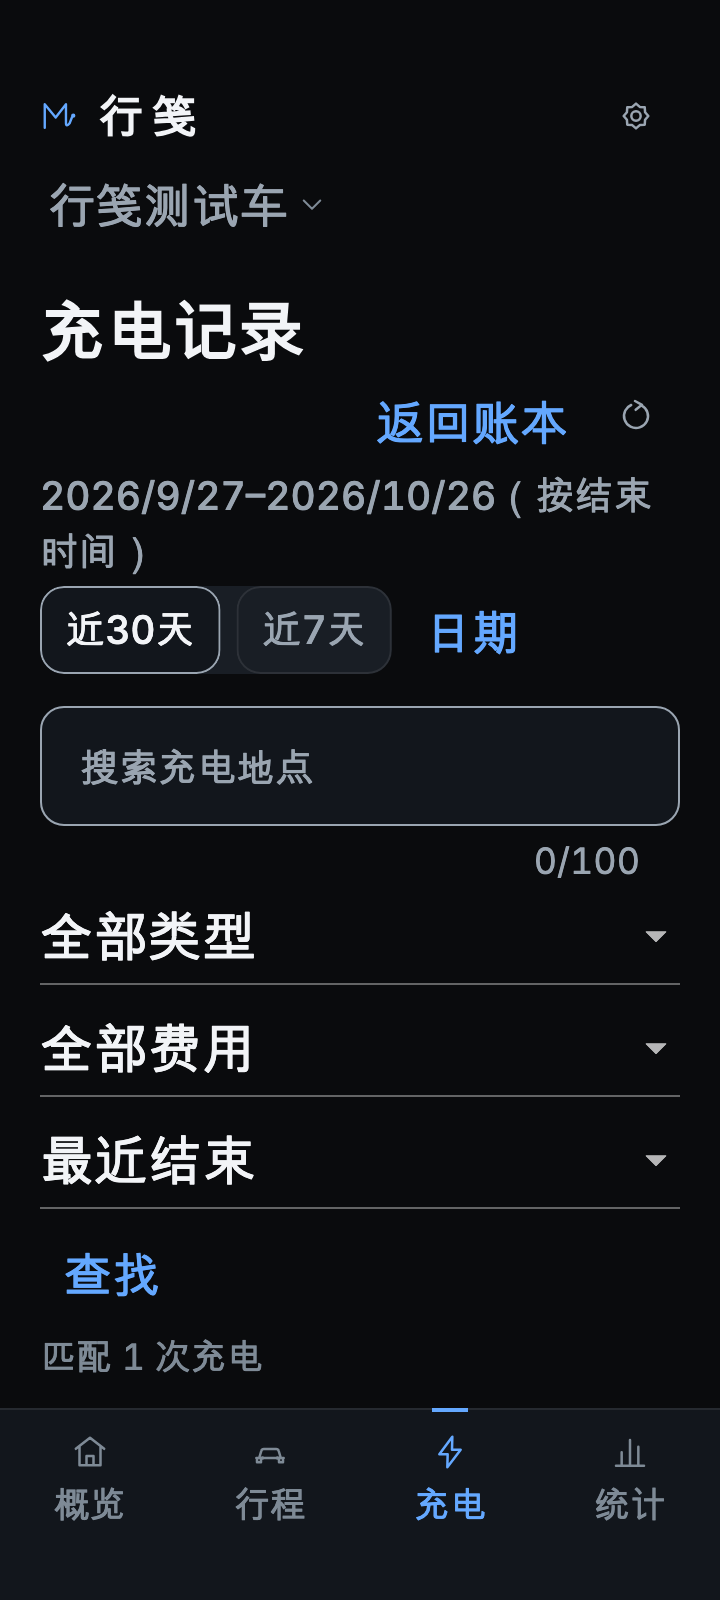 行笺
行笺测试车
充电记录
返回账本
2026/9/27–2026/10/26（按结束
时间）
近30天 近7天 日期
搜索充电地点
0/100
全部类型
全部费用
最近结束
查找
匹配 1 次充电
概览 行程 充电 统计